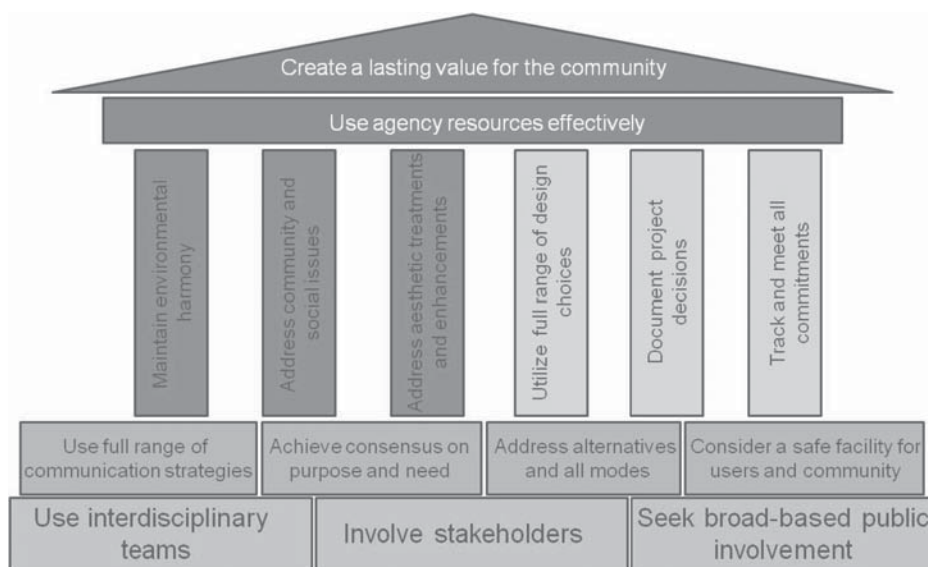 Create a lasting value for the community
Use agency resources effectively
Maintain environmental
harmony
Address community and
social issues
Address aesthetic treatments
and enhancements
Utilize full range of design
choices
Document project
decisions
Track and meet all
commitments
Use full range of
communication strategies
Achieve consensus on
purpose and need
Address alternatives
and all modes
Consider a safe facility for
users and community
Use interdisciplinary
teams
Involve stakeholders
Seek broad-based public
involvement